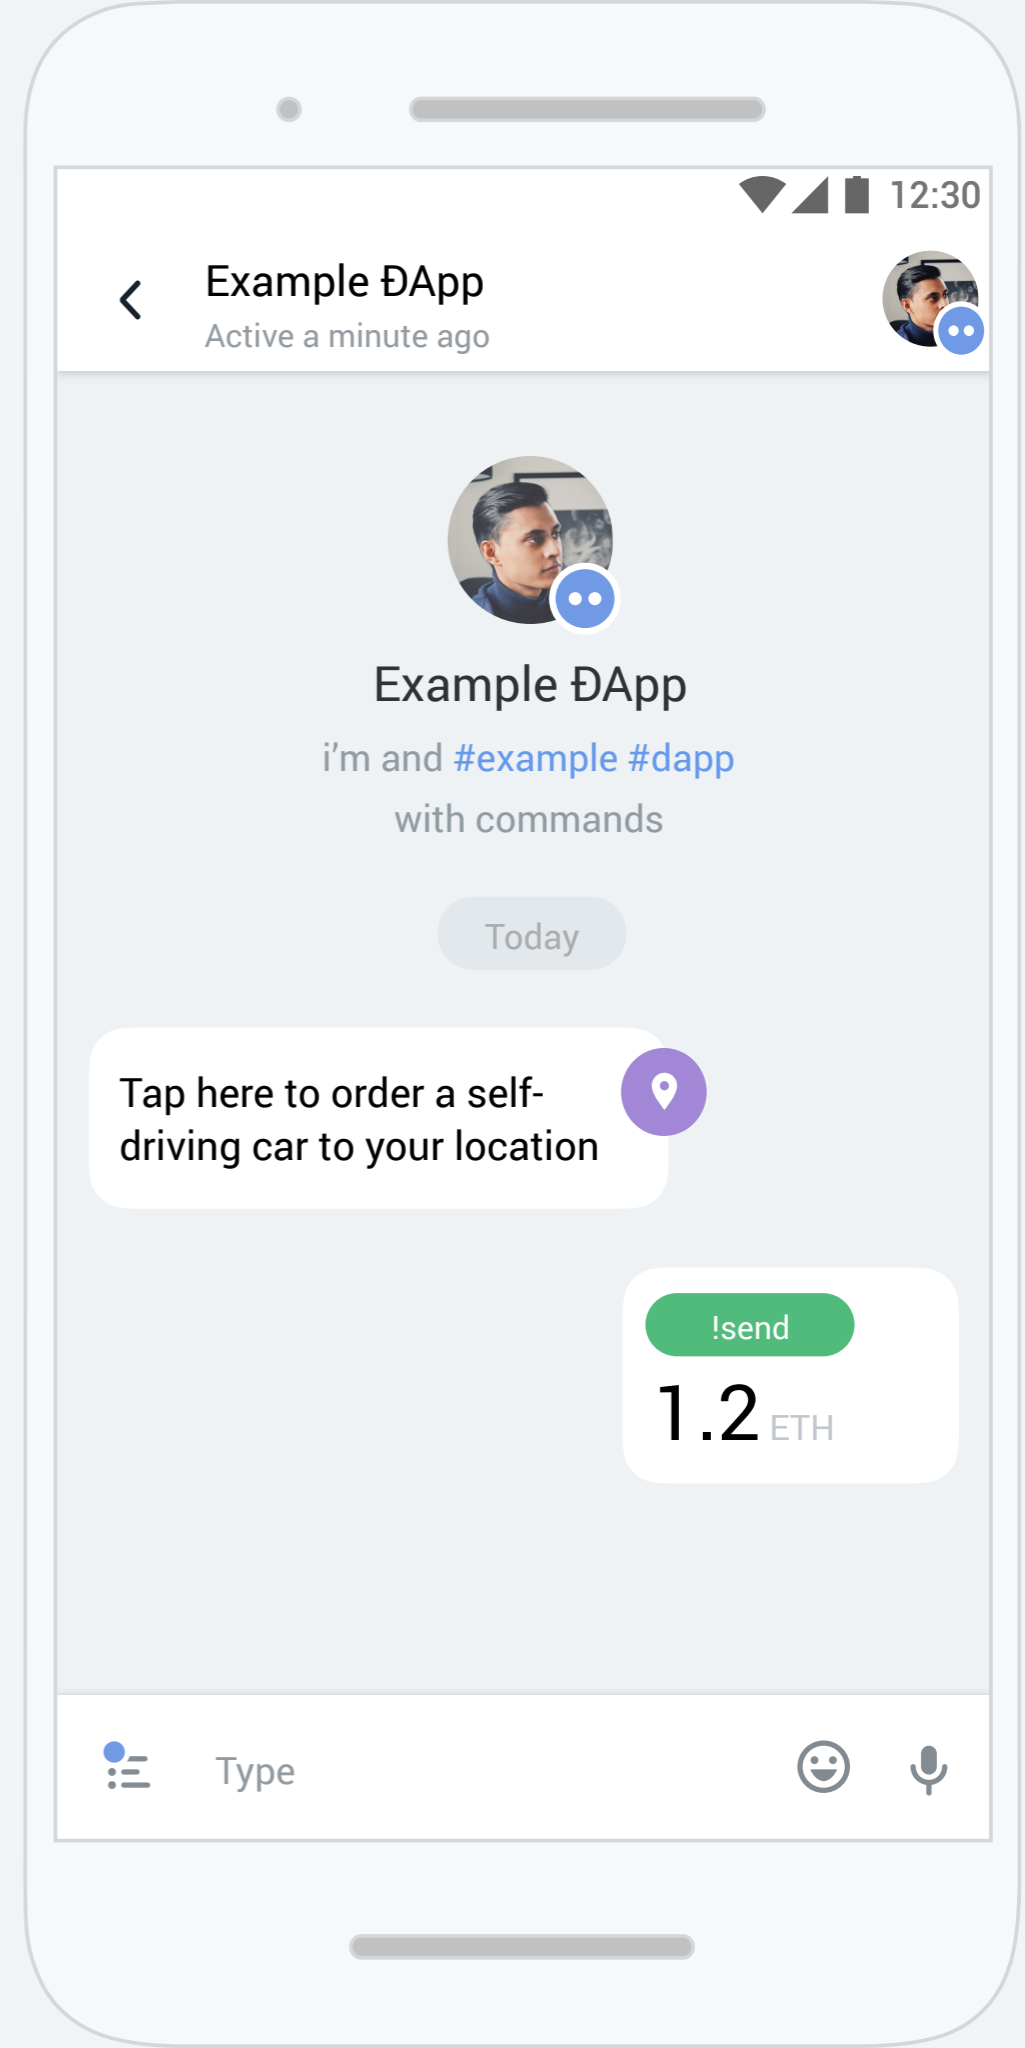 12:30
Example ĐApp
Active a minute ago
Example ĐApp
i’m and #example #dapp
with commands
Today
Tap here to order a self-
driving car to your location
!send
1.2 ETH
Type